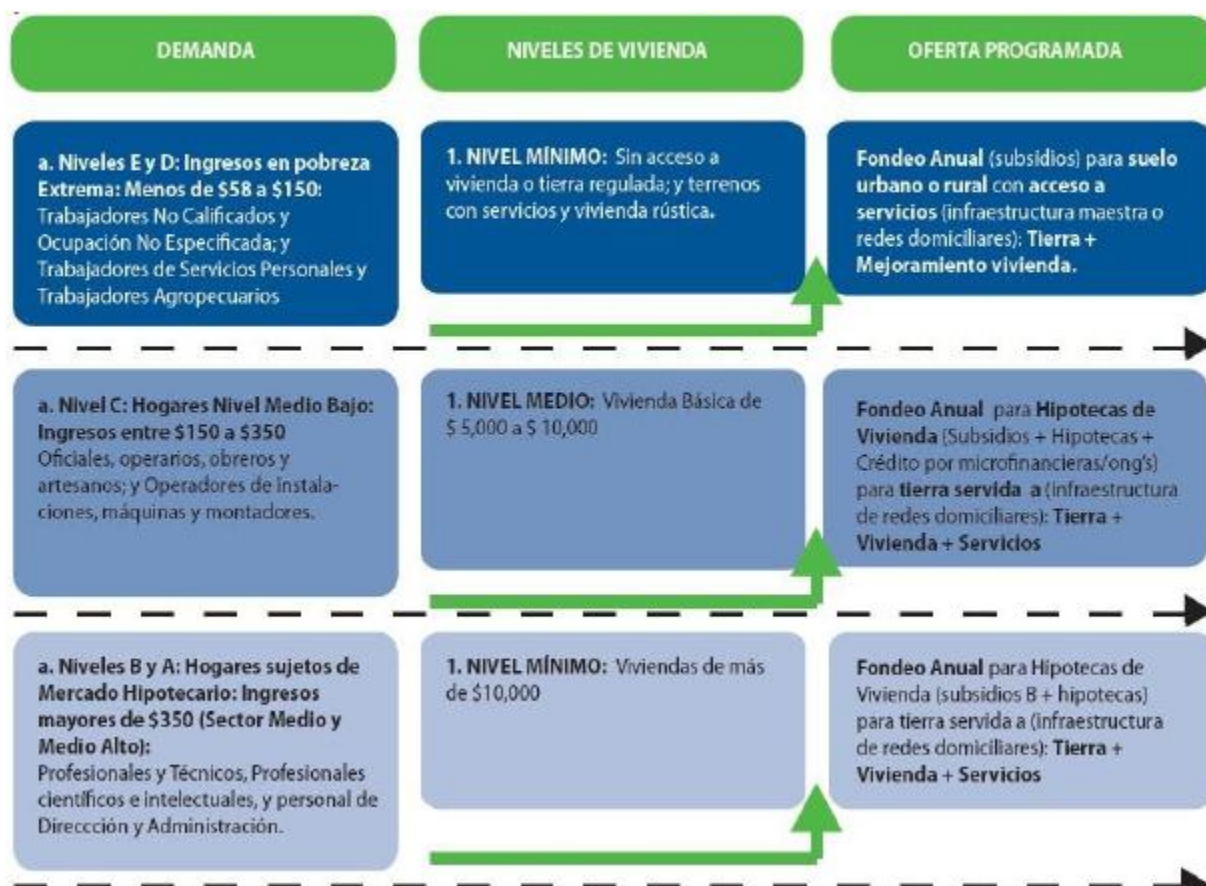 DEMANDA
NIVELES DE VIVIENDA
OFERTA PROGRAMADA
a. Niveles E y D: Ingresos en pobreza
Extrema: Menos de $58 a $150:
Trabajadores No Calificados y
Ocupación No Especificada; y
Trabajadores de Servicios Personales y
Trabajadores Agropecuarios
1. NIVEL MÍNIMO: Sin acceso a
vivienda o tierra regulada; y terrenos
con servicios y vivienda rústica.
Fondeo Anual (subsidios) para suelo
urbano o rural con acceso a
servicios (infraestructura maestra o
redes domiciliares): Tierra +
Mejoramiento vivienda.
a. Nivel C: Hogares Nivel Medio Bajo:
Ingresos entre $150 a $350
Oficiales, operarios, obreros y
artesanos; y Operadores de instala-
ciones, máquinas y montadores.
1. NIVEL MEDIO: Vivienda Básica de
$ 5,000 a $ 10,000
Fondeo Anual para Hipotecas de
Vivienda (Subsidios + Hipotecas +
Crédito por microfinancieras/ong's)
para tierra servida a (infraestructura
de redes domiciliares): Tierra +
Vivienda + Servicios
a. Niveles B y A: Hogares sujetos de
Mercado Hipotecario: Ingresos
mayores de $350 (Sector Medio y
Medio Alto):
Profesionales y Técnicos, Profesionales
científicos e intelectuales, y personal de
Direccción y Administración.
1. NIVEL MÍNIMO: Viviendas de más
de $10,000
Fondeo Anual para Hipotecas de
Vivienda (subsidios B + hipotecas)
para tierra servida a (infraestructura
de redes domiciliares): Tierra +
Vivienda + Servicios